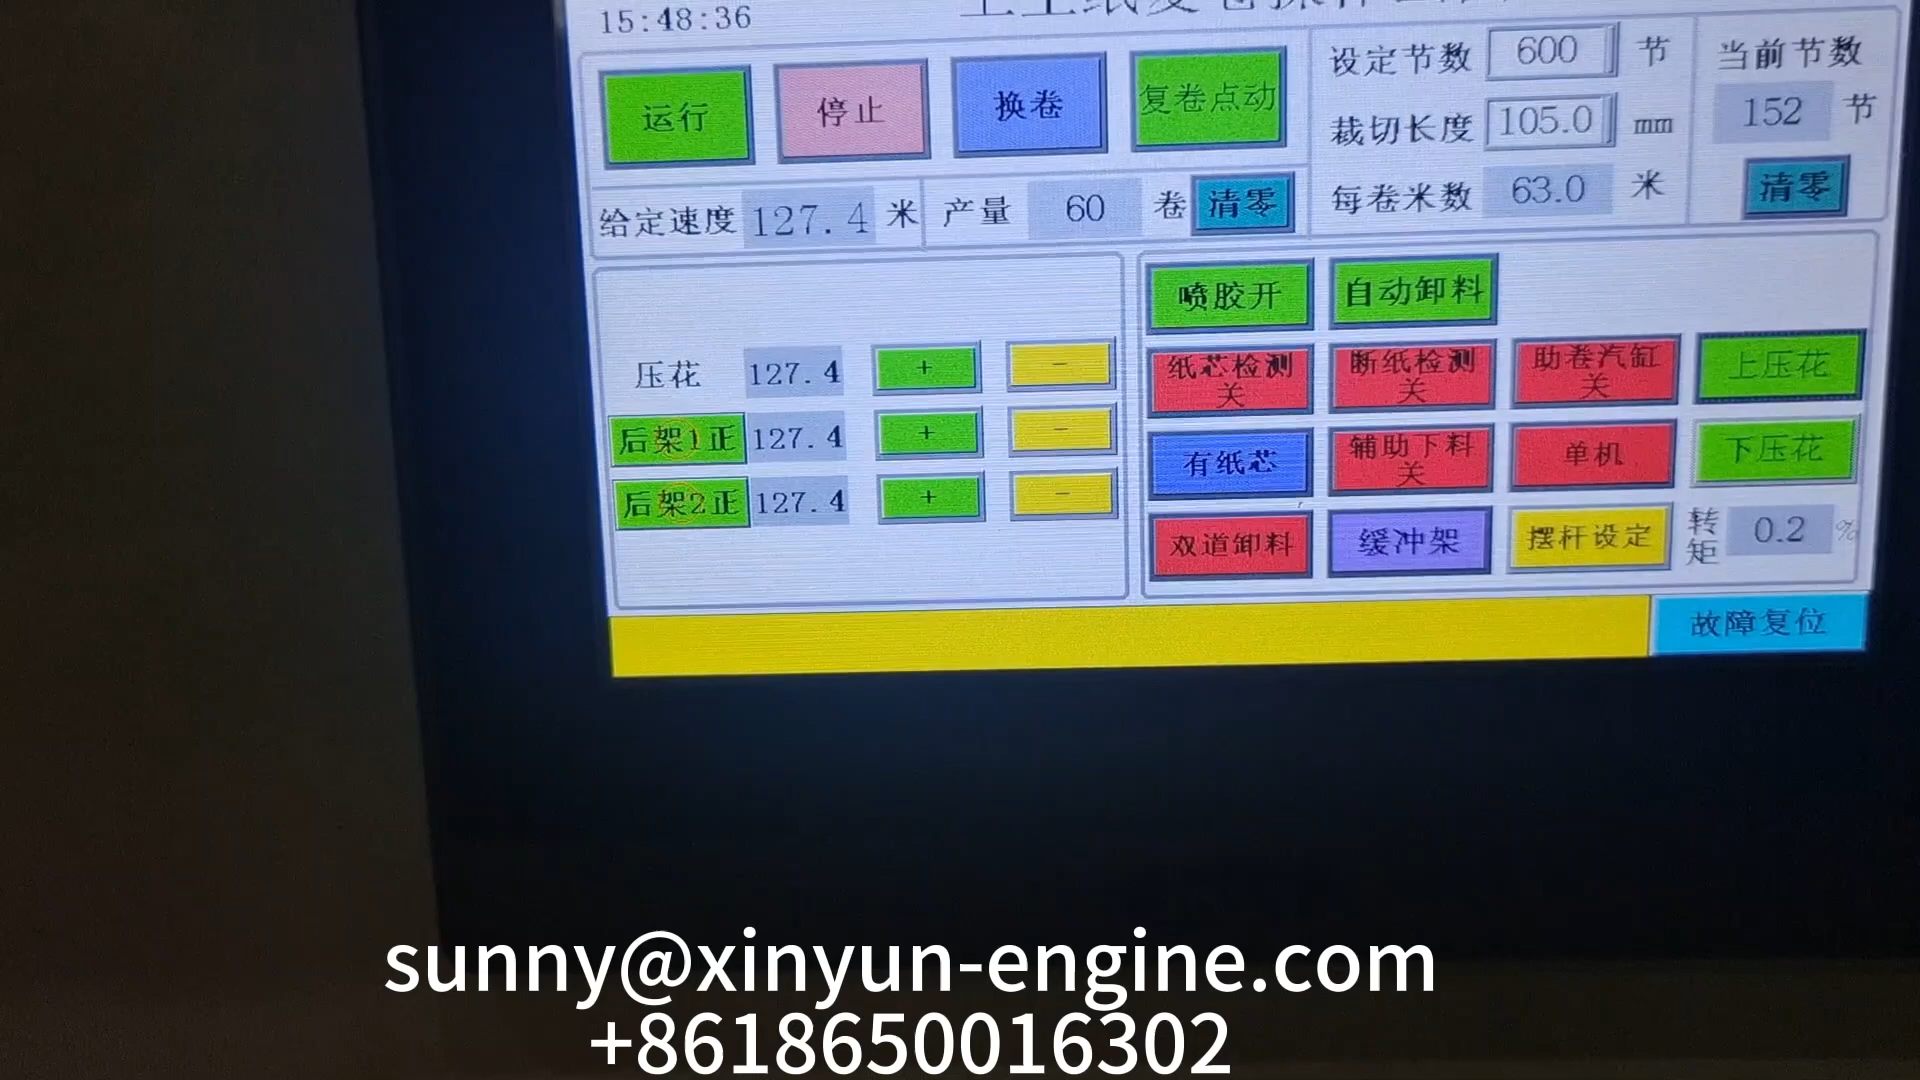 15:48:36
运行 停止 换卷 复卷点动
设定节数 600 节
裁切长度 105.0 mm
每卷米数 63.0 米
当前节数
152 节
清零
给定速度 127.4 米 产量 60 卷 清零
压花 127.4 + −
后架1正 127.4 + −
后架2正 127.4 + −
喷胶开 自动卸料
纸芯检测关 断纸检测关 助卷汽缸关 上压花
有纸芯 辅助下料关 单机 下压花
双道卸料 缓冲架 摆杆设定 转矩 0.2 %
故障复位
sunny@xinyun-engine.com
+8618650016302